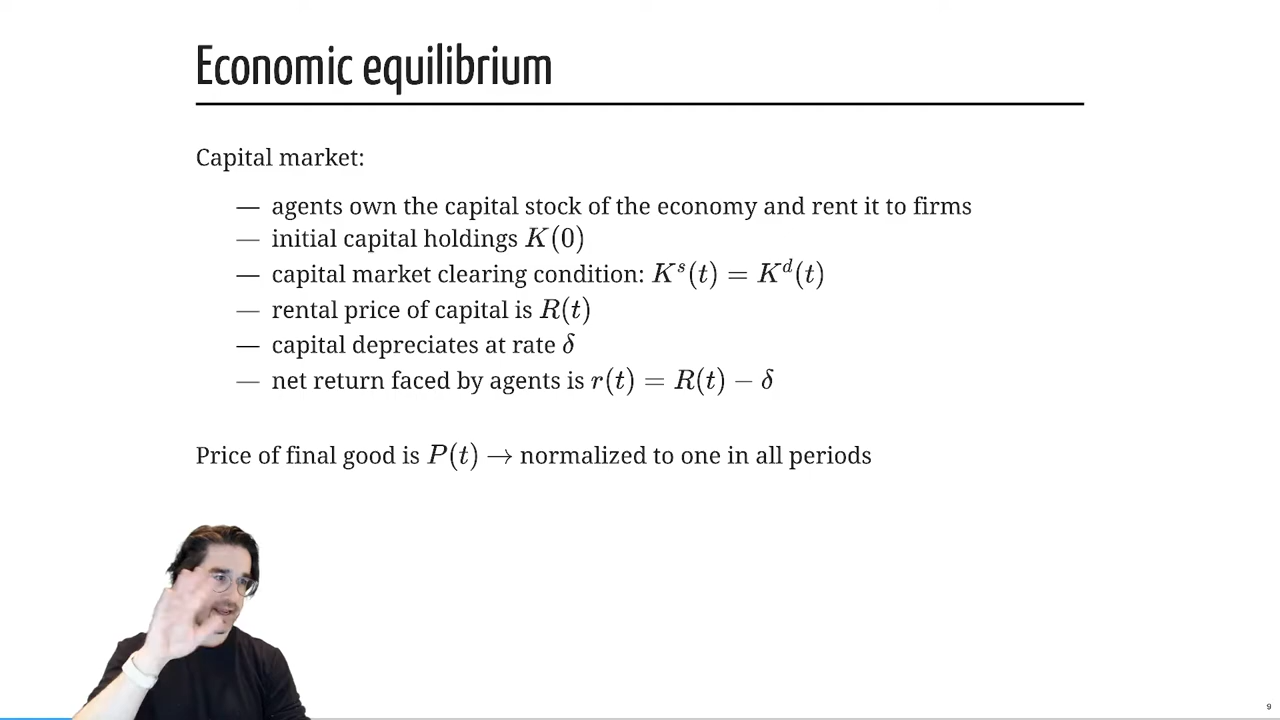 Economic equilibrium
Capital market:
— agents own the capital stock of the economy and rent it to firms
— initial capital holdings K(0)
— capital market clearing condition: Kˢ(t) = Kᵈ(t)
— rental price of capital is R(t)
— capital depreciates at rate δ
— net return faced by agents is r(t) = R(t) − δ
Price of final good is P(t) → normalized to one in all periods
9